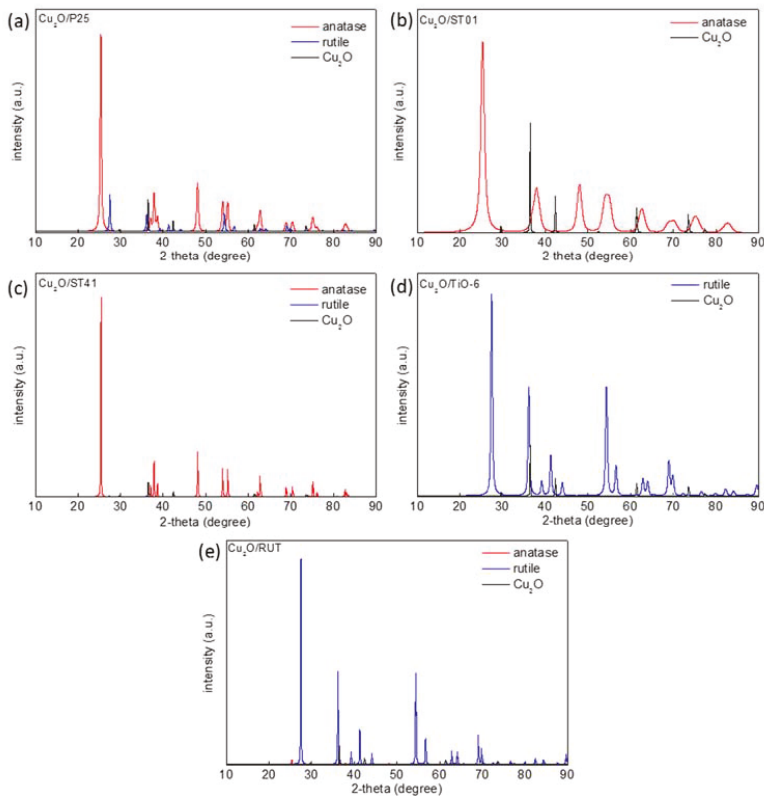 (a) Cu₂O/P25
anatase
rutile
Cu₂O
intensity (a.u.)
10 20 30 40 50 60 70 80 90
2 theta (degree)
(b) Cu₂O/ST01
anatase
Cu₂O
intensity (a.u.)
10 20 30 40 50 60 70 80 90
2-theta (degree)
(c) Cu₂O/ST41
anatase
rutile
Cu₂O
intensity (a.u.)
10 20 30 40 50 60 70 80 90
2-theta (degree)
(d) Cu₂O/TiO-6
rutile
Cu₂O
intensity (a.u.)
10 20 30 40 50 60 70 80 90
2-theta (degree)
(e) Cu₂O/RUT
anatase
rutile
Cu₂O
intensity (a.u.)
10 20 30 40 50 60 70 80 90
2-theta (degree)